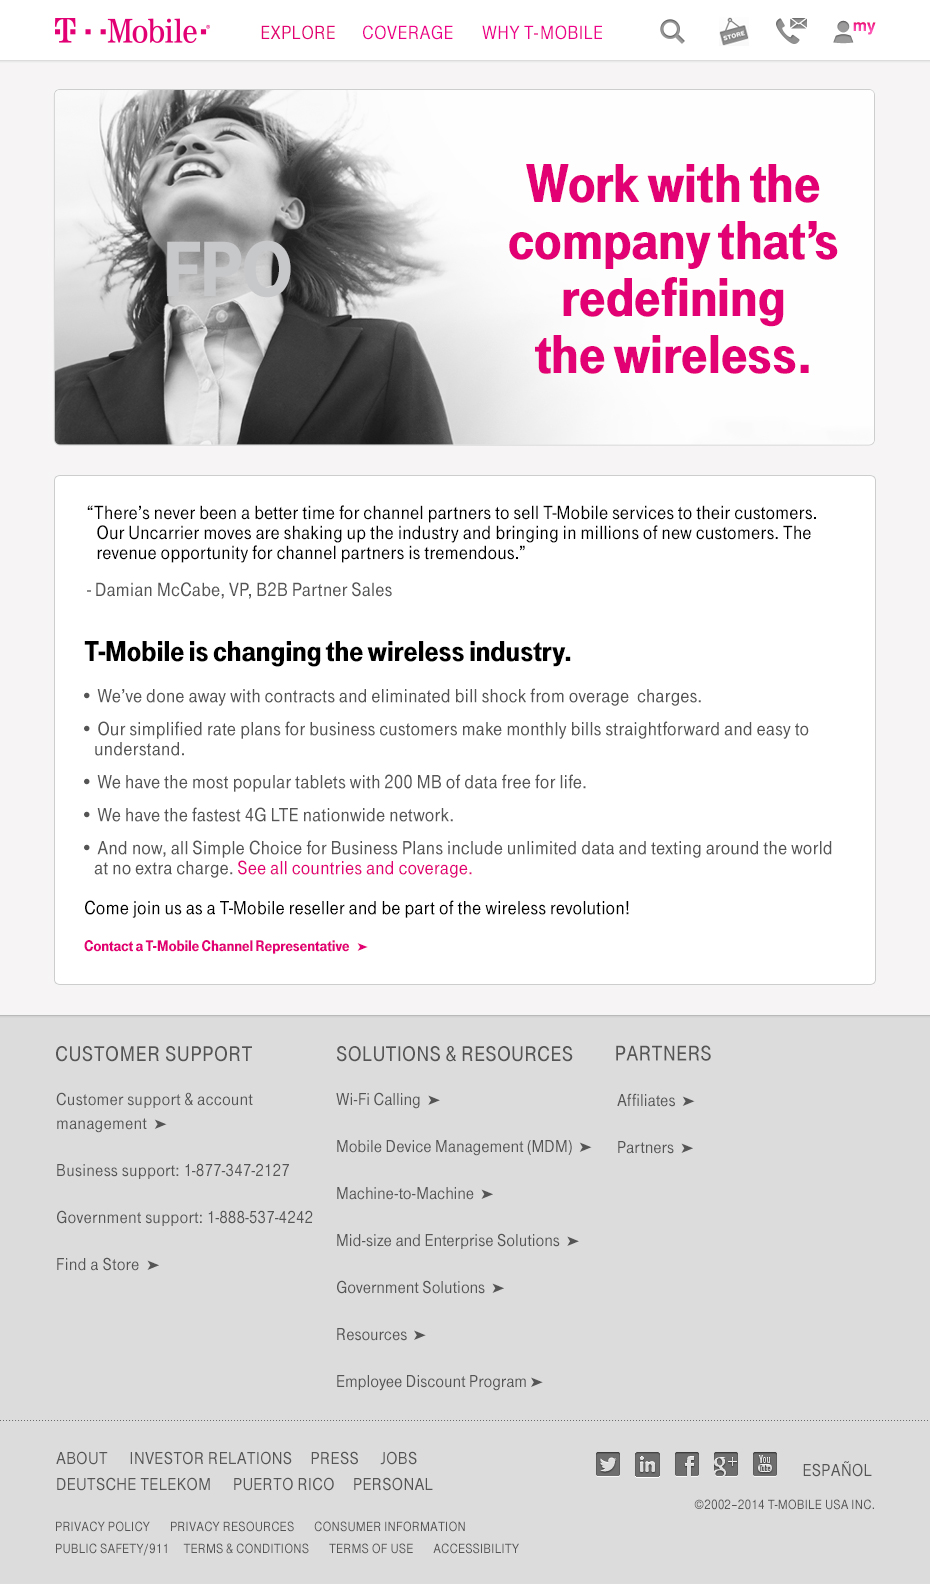 T··Mobile·
EXPLORE COVERAGE WHY T-MOBILE STORE my
Work with the
company that's
redefining
the wireless.
FPO
“There’s never been a better time for channel partners to sell T-Mobile services to their customers.
Our Uncarrier moves are shaking up the industry and bringing in millions of new customers. The
revenue opportunity for channel partners is tremendous.”
- Damian McCabe, VP, B2B Partner Sales
T-Mobile is changing the wireless industry.
• We’ve done away with contracts and eliminated bill shock from overage  charges.
• Our simplified rate plans for business customers make monthly bills straightforward and easy to
understand.
• We have the most popular tablets with 200 MB of data free for life.
• We have the fastest 4G LTE nationwide network.
• And now, all Simple Choice for Business Plans include unlimited data and texting around the world
at no extra charge. See all countries and coverage.
Come join us as a T-Mobile reseller and be part of the wireless revolution!
Contact a T-Mobile Channel Representative ➤
CUSTOMER SUPPORT
Customer support & account
management ➤
Business support: 1-877-347-2127
Government support: 1-888-537-4242
Find a Store ➤
SOLUTIONS & RESOURCES
Wi-Fi Calling ➤
Mobile Device Management (MDM) ➤
Machine-to-Machine ➤
Mid-size and Enterprise Solutions ➤
Government Solutions ➤
Resources ➤
Employee Discount Program ➤
PARTNERS
Affiliates ➤
Partners ➤
ABOUT INVESTOR RELATIONS PRESS JOBS
DEUTSCHE TELEKOM PUERTO RICO PERSONAL
PRIVACY POLICY PRIVACY RESOURCES CONSUMER INFORMATION
PUBLIC SAFETY/911 TERMS & CONDITIONS TERMS OF USE ACCESSIBILITY
in f g+ You Tube ESPAÑOL
©2002–2014 T-MOBILE USA INC.